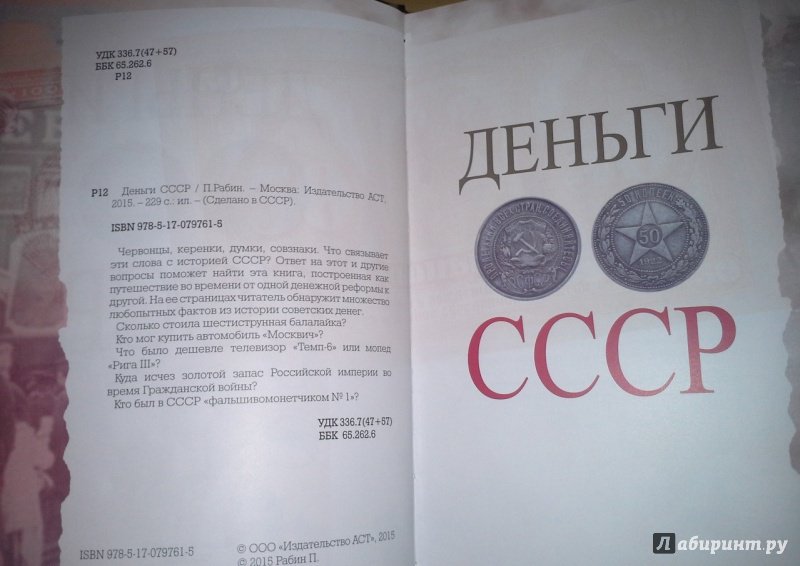 УДК 336.7(47+57)
ББК 65.262.6
Р12
Р12 Деньги СССР / П.Рабин. – Москва: Издательство АСТ,
2015. – 229 с.: ил. – (Сделано в СССР).
ISBN 978-5-17-079761-5
Червонцы, керенки, думки, совзнаки. Что связывает
эти слова с историей СССР? Ответ на этот и другие
вопросы поможет найти эта книга, построенная как
путешествие во времени от одной денежной реформы к
другой. На ее страницах читатель обнаружит множество
любопытных фактов из истории советских денег.
Сколько стоила шестиструнная балалайка?
Кто мог купить автомобиль «Москвич»?
Что было дешевле телевизор «Темп-6» или мопед
«Рига III»?
Куда исчез золотой запас Российской империи во
время Гражданской войны?
Кто был в СССР «фальшивомонетчиком № 1»?
УДК 336.7(47+57)
ББК 65.262.6
ISBN 978-5-17-079761-5
© ООО «Издательство АСТ», 2015
© 2015 Рабин П.
ДЕНЬГИ
50 КОПЕЕК
50
СССР
Лабиринт.ру